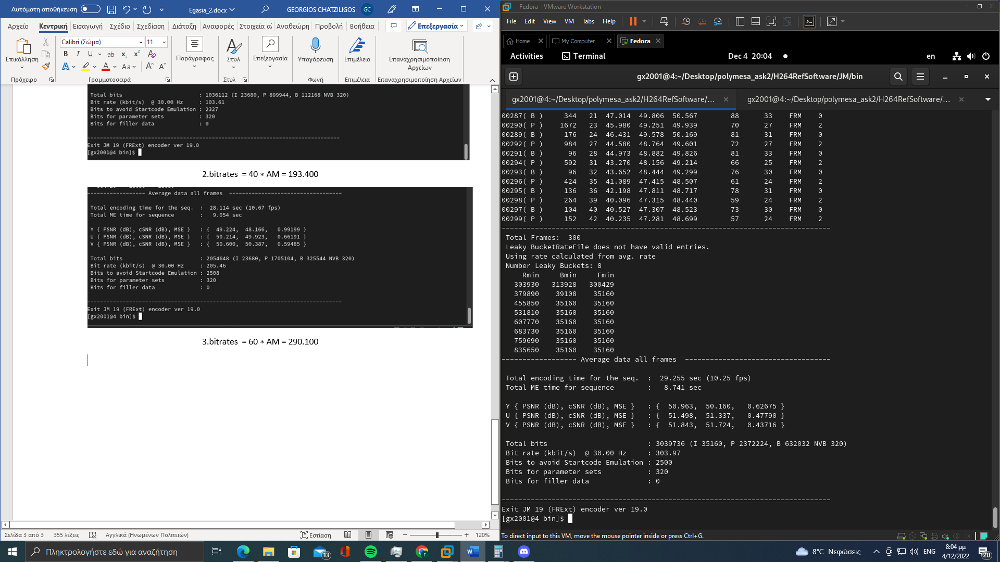 Αυτόματη αποθήκευση
Egasia_2.docx
GEORGIOS CHATZILIGOS
GC
Αρχείο Κεντρική Εισαγωγή Σχέδιο Σχεδίαση Διάταξη Αναφορές Στοιχεία αλ Αναθεώρη Προβολή Βοήθεια
Επεξεργασία
Calibri (Σώμα) 11
Επικόλληση
Παράγραφος
Στυλ
Επεξεργασία
Υπαγόρευση
Επιμέλεια
Επαναχρησιμοποίηση
Αρχείων
Πρόχειρο Γραμματοσειρά Στυλ Φωνή Επιμέλεια Επαναχρησιμοποίηση Αρχείων
Total bits : 1036112 (I 23680, P 899944, B 112168 NVB 320)
Bit rate (kbit/s) @ 30.00 Hz : 103.61
Bits to avoid Startcode Emulation : 2327
Bits for parameter sets : 320
Bits for filler data : 0
-------------------------------------------------------------------------------
Exit JM 19 (FRExt) encoder ver 19.0
[gx2001@4 bin]$
2.bitrates = 40 * AM = 193.400
------------------ Average data all frames -----------------------------------
Total encoding time for the seq. : 28.114 sec (10.67 fps)
Total ME time for sequence : 9.054 sec
Y { PSNR (dB), cSNR (dB), MSE } : { 49.224, 48.166, 0.99199 }
U { PSNR (dB), cSNR (dB), MSE } : { 50.214, 49.923, 0.66191 }
V { PSNR (dB), cSNR (dB), MSE } : { 50.600, 50.387, 0.59485 }
Total bits : 2054648 (I 23680, P 1705104, B 325544 NVB 320)
Bit rate (kbit/s) @ 30.00 Hz : 205.46
Bits to avoid Startcode Emulation : 2508
Bits for parameter sets : 320
Bits for filler data : 0
-------------------------------------------------------------------------------
Exit JM 19 (FRExt) encoder ver 19.0
[gx2001@4 bin]$
3.bitrates = 60 * AM = 290.100
Σελίδα 3 από 3 355 λέξεις Αγγλικά (Ηνωμένων Πολιτειών) Εστίαση 120%
Fedora - VMware Workstation
File Edit View VM Tabs Help
Home My Computer Fedora
Activities Terminal Dec 4 20:04 en
gx2001@4:~/Desktop/polymesa_ask2/H264RefSoftware/JM/bin
gx2001@4:~/Desktop/polymesa_ask2/H264RefSoftware/... gx2001@4:~/Desktop/polymesa_ask2/H264RefSoftware/...
00287( B ) 344 21 47.014 49.806 50.567 88 33 FRM 0
00290( P ) 1672 23 45.980 49.251 49.939 70 27 FRM 2
00289( B ) 176 24 46.431 49.578 50.169 81 31 FRM 0
00292( P ) 984 27 44.580 48.764 49.601 72 27 FRM 2
00291( B ) 96 28 44.973 48.882 49.826 81 33 FRM 0
00294( P ) 592 31 43.270 48.156 49.214 66 25 FRM 2
00293( B ) 96 32 43.652 48.444 49.299 76 30 FRM 0
00296( P ) 424 35 41.089 47.415 48.507 61 24 FRM 2
00295( B ) 136 36 42.198 47.811 48.717 78 31 FRM 0
00298( P ) 264 39 40.096 47.315 48.440 59 24 FRM 2
00297( B ) 104 40 40.527 47.307 48.523 73 30 FRM 0
00299( P ) 152 42 40.235 47.281 48.699 57 24 FRM 2
-------------------------------------------------------------------------------
Total Frames: 300
Leaky BucketRateFile does not have valid entries.
Using rate calculated from avg. rate
Number Leaky Buckets: 8
Rmin Bmin Fmin
303930 313928 300429
379890 39108 35160
455850 35160 35160
531810 35160 35160
607770 35160 35160
683730 35160 35160
759690 35160 35160
835650 35160 35160
------------------ Average data all frames -----------------------------------
Total encoding time for the seq. : 29.255 sec (10.25 fps)
Total ME time for sequence : 8.741 sec
Y { PSNR (dB), cSNR (dB), MSE } : { 50.963, 50.160, 0.62675 }
U { PSNR (dB), cSNR (dB), MSE } : { 51.498, 51.337, 0.47790 }
V { PSNR (dB), cSNR (dB), MSE } : { 51.843, 51.724, 0.43716 }
Total bits : 3039736 (I 35160, P 2372224, B 632032 NVB 320)
Bit rate (kbit/s) @ 30.00 Hz : 303.97
Bits to avoid Startcode Emulation : 2500
Bits for parameter sets : 320
Bits for filler data : 0
-------------------------------------------------------------------------------
Exit JM 19 (FRExt) encoder ver 19.0
[gx2001@4 bin]$
To direct input to this VM, move the mouse pointer inside or press Ctrl+G.
Πληκτρολογήστε εδώ για αναζήτηση
13
8°C Νεφώσεις
ENG
8:04 μμ
4/12/2022
20